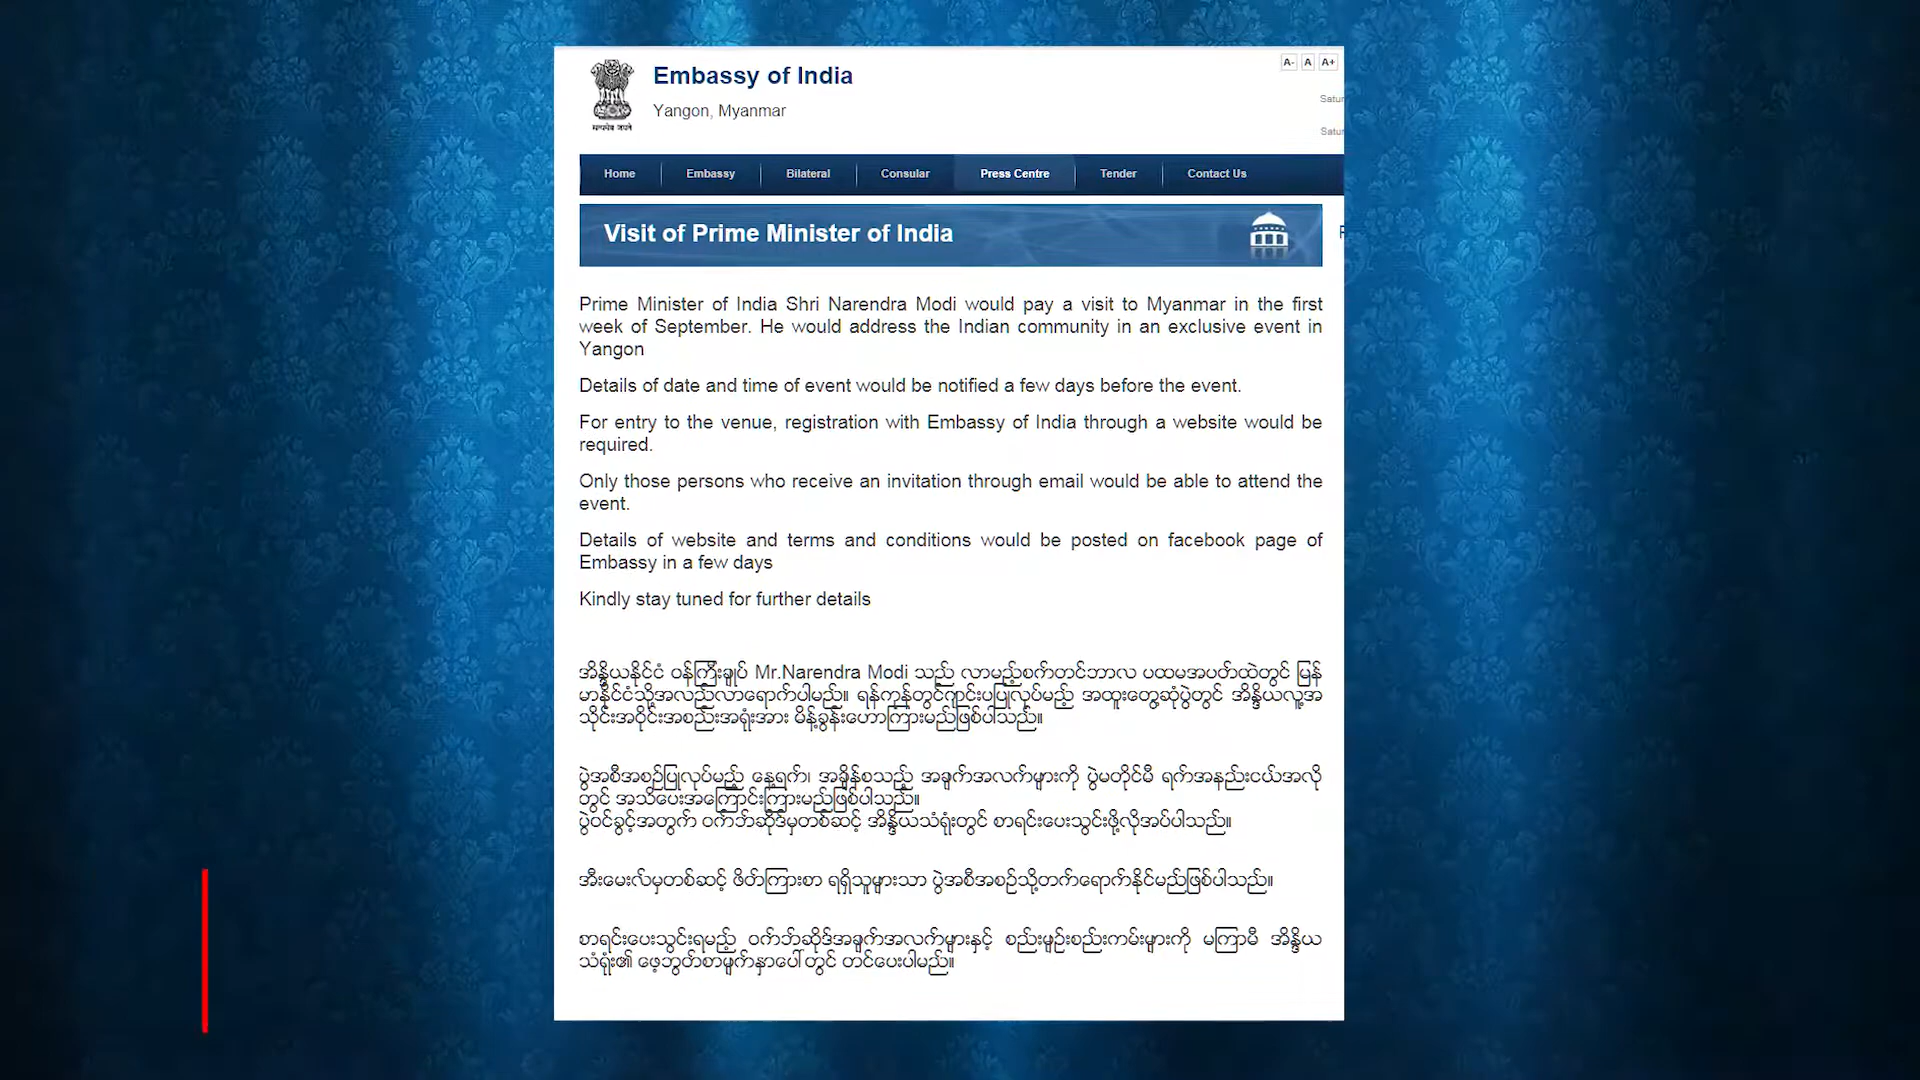 A- A A+
Embassy of India
Yangon, Myanmar
Satur
Satur
सत्यमेव जयते
Home Embassy Bilateral Consular Press Centre Tender Contact Us
Visit of Prime Minister of India
Prime Minister of India Shri Narendra Modi would pay a visit to Myanmar in the first
week of September. He would address the Indian community in an exclusive event in
Yangon
Details of date and time of event would be notified a few days before the event.
For entry to the venue, registration with Embassy of India through a website would be
required.
Only those persons who receive an invitation through email would be able to attend the
event.
Details of website and terms and conditions would be posted on facebook page of
Embassy in a few days
Kindly stay tuned for further details
အိန္ဒိယနိုင်ငံ ဝန်ကြီးချုပ် Mr.Narendra Modi သည် လာမည့်စက်တင်ဘာလ ပထမအပတ်ထဲတွင် မြန်
မာနိုင်ငံသို့အလည်လာရောက်ပါမည်။ ရန်ကုန်တွင်ကျင်းပပြုလုပ်မည့် အထူးတွေ့ဆုံပွဲတွင် အိန္ဒိယလူ့အ
သိုင်းအဝိုင်းအစည်းအရုံးအား မိန့်ခွန်းဟောကြားမည်ဖြစ်ပါသည်။
ပွဲအစီအစဉ်ပြုလုပ်မည့် နေ့ရက်၊ အချိန်စသည့် အချက်အလက်များကို ပွဲမတိုင်မီ ရက်အနည်းငယ်အလို
တွင် အသိပေးအကြောင်းကြားမည်ဖြစ်ပါသည်။
ပွဲဝင်ခွင့်အတွက် ဝက်ဘ်ဆိုဒ်မှတစ်ဆင့် အိန္ဒိယသံရုံးတွင် စာရင်းပေးသွင်းဖို့လိုအပ်ပါသည်။
အီးမေးလ်မှတစ်ဆင့် ဖိတ်ကြားစာ ရရှိသူများသာ ပွဲအစီအစဉ်သို့တက်ရောက်နိုင်မည်ဖြစ်ပါသည်။
စာရင်းပေးသွင်းရမည့် ဝက်ဘ်ဆိုဒ်အချက်အလက်များနှင့် စည်းမျဉ်းစည်းကမ်းများကို မကြာမီ အိန္ဒိယ
သံရုံး၏ ဖေ့ဘွတ်စာမျက်နှာပေါ်တွင် တင်ပေးပါမည်။